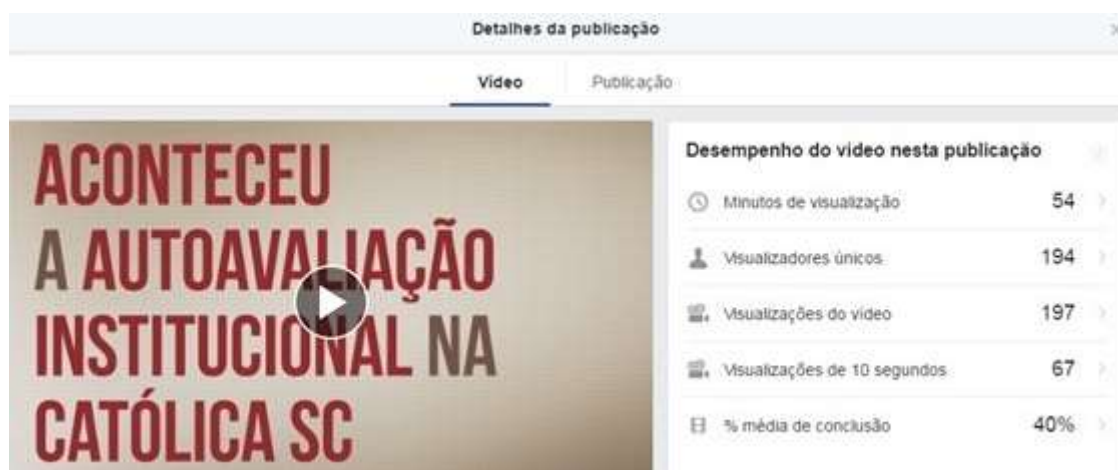 Detalhes da publicação
Vídeo
Publicação
ACONTECEU
A AUTOAVALIAÇÃO
INSTITUCIONAL NA
CATÓLICA SC
Desempenho do vídeo nesta publicação
Minutos de visualização 54
Visualizadores únicos 194
Visualizações do vídeo 197
Visualizações de 10 segundos 67
% média de conclusão 40%